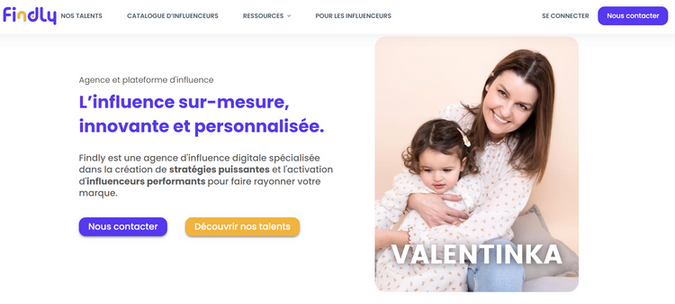 Findly
NOS TALENTS
CATALOGUE D'INFLUENCEURS
RESSOURCES
POUR LES INFLUENCEURS
SE CONNECTER
Nous contacter
Agence et plateforme d'influence
L'influence sur-mesure,
innovante et personnalisée.
Findly est une agence d'influence digitale spécialisée
dans la création de stratégies puissantes et l'activation
d'influenceurs performants pour faire rayonner votre
marque.
Nous contacter
Découvrir nos talents
VALENTINKA